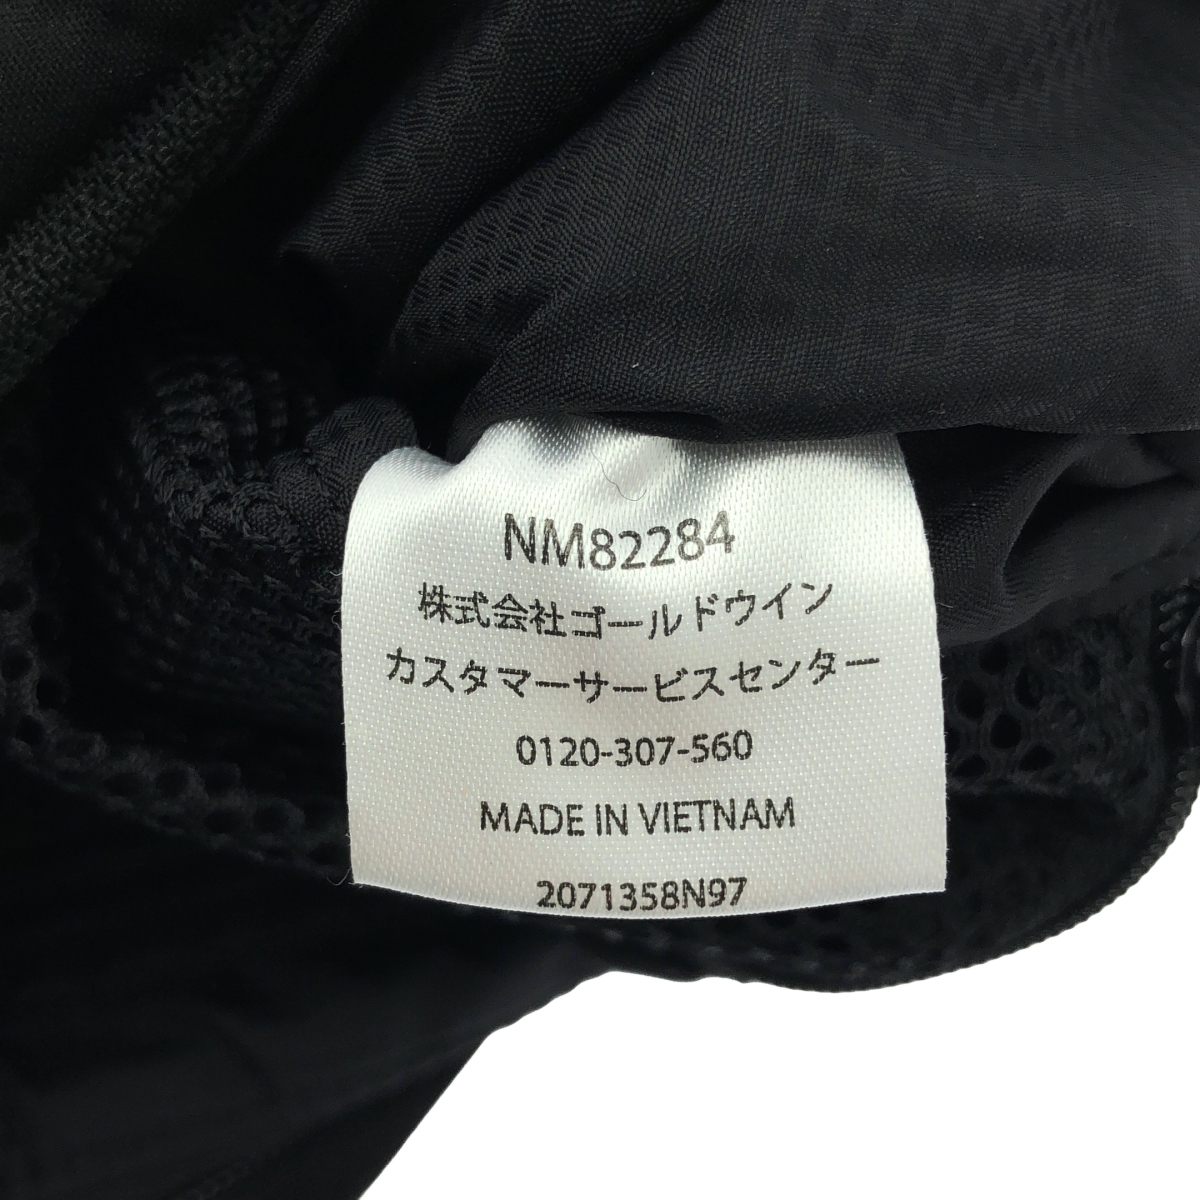 NM82284
株式会社ゴールドウイン
カスタマーサービスセンター
0120-307-560
MADE IN VIETNAM
2071358N97